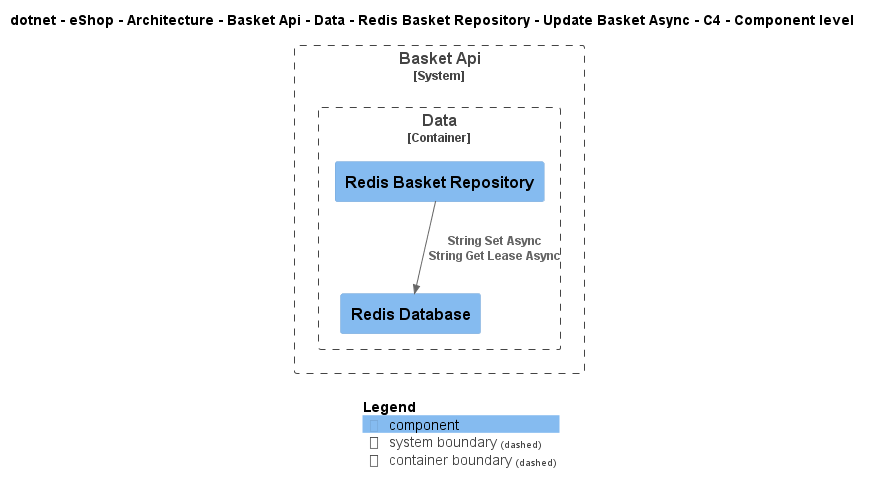 dotnet - eShop - Architecture - Basket Api - Data - Redis Basket Repository - Update Basket Async - C4 - Component level
Basket Api
[System]
Data
[Container]
Redis Basket Repository
String Set Async
String Get Lease Async
Redis Database
Legend
component
system boundary (dashed)
container boundary (dashed)